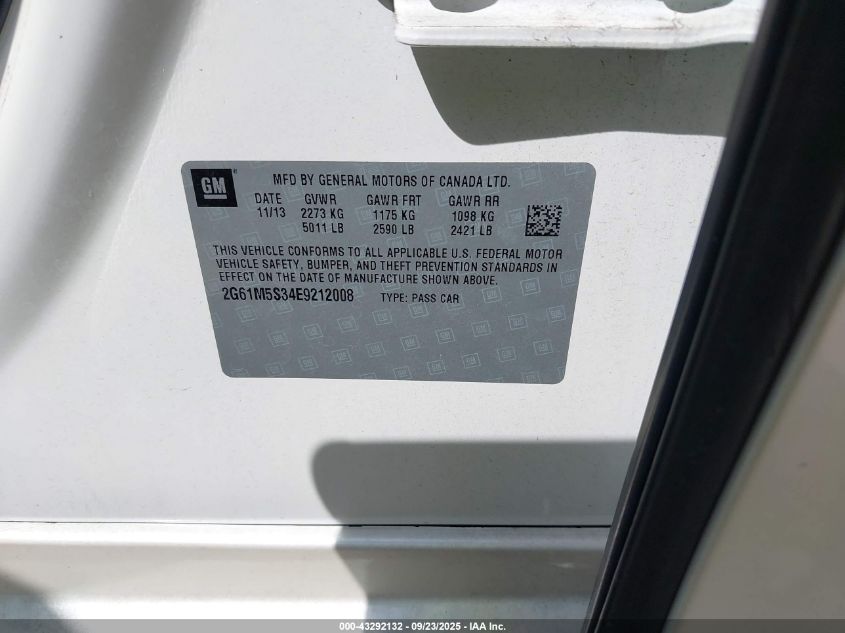 GM
MFD BY GENERAL MOTORS OF CANADA LTD.
DATE GVWR GAWR FRT GAWR RR
11/13 2273 KG 1175 KG 1098 KG
5011 LB 2590 LB 2421 LB
THIS VEHICLE CONFORMS TO ALL APPLICABLE U.S. FEDERAL MOTOR
VEHICLE SAFETY, BUMPER, AND THEFT PREVENTION STANDARDS IN
EFFECT ON THE DATE OF MANUFACTURE SHOWN ABOVE.
2G61M5S34E9212008 TYPE: PASS CAR
000-43292132 - 09/23/2025 - IAA Inc.